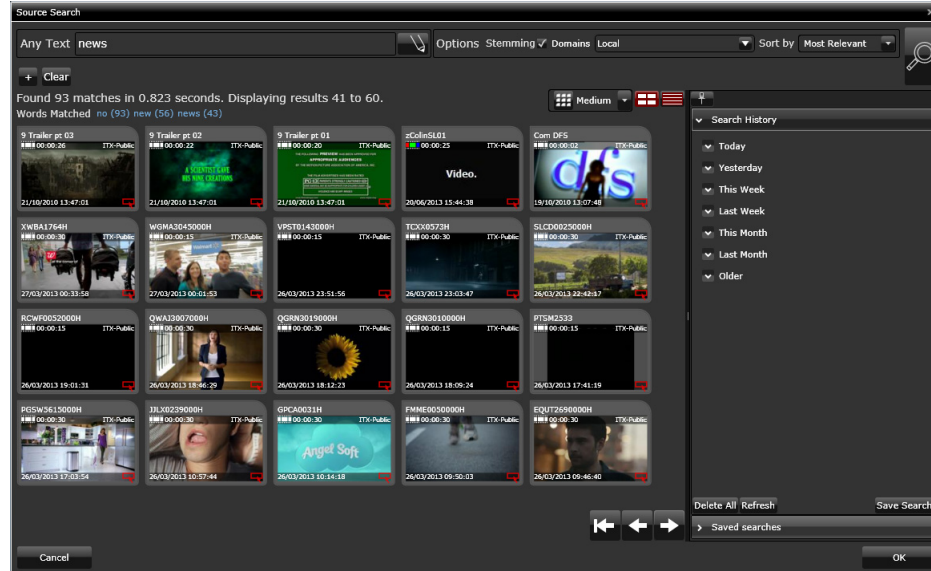 Source Search
Any Text news Options Stemming Domains Local Sort by Most Relevant
+ Clear
Found 93 matches in 0.823 seconds. Displaying results 41 to 60.
Medium
Words Matched no (93) new (56) news (43)
Search History
Today
Yesterday
This Week
Last Week
This Month
Last Month
Older
9 Trailer pt 03 9 Trailer pt 02 9 Trailer pt 01 zColinSL01 Com DFS
00:00:26 ITX-Public 00:00:22 ITX-Public 00:00:20 ITX-Public 00:00:25 ITX-Public 00:00:02 ITX-Public
A SCIENTIST GAVE
HIS NINE CREATIONS
APPROPRIATE AUDIENCES
Video.
dfs
21/10/2010 13:47:01 21/10/2010 13:47:01 21/10/2010 13:47:01 20/06/2013 15:44:38 19/10/2010 13:07:48
XWBA1764H WGMA3045000H VPST0143000H TCXX0573H SLCD0025000H
00:00:30 ITX-Public 00:00:15 ITX-Public 00:00:15 ITX-Public 00:00:30 ITX-Public 00:00:30 ITX-Public
27/03/2013 00:33:58 27/03/2013 00:01:53 26/03/2013 23:51:56 26/03/2013 23:03:47 26/03/2013 22:42:17
RCWF0052000H QWAJ3007000H QGRN3019000H QGRN3010000H PTSM2533
00:00:15 ITX-Public 00:00:30 ITX-Public 00:00:30 ITX-Public 00:00:15 ITX-Public 00:00:15 ITX-Public
26/03/2013 19:01:31 26/03/2013 18:46:29 26/03/2013 18:12:23 26/03/2013 18:09:24 26/03/2013 17:41:19
PGSW5615000H JJLX0239000H GPCA0031H FMME0050000H EQUT2690000H
00:00:30 ITX-Public 00:00:30 ITX-Public 00:00:30 ITX-Public 00:00:30 ITX-Public 00:00:30 ITX-Public
Angel Soft
26/03/2013 17:03:54 26/03/2013 10:57:44 26/03/2013 10:14:18 26/03/2013 09:50:03 26/03/2013 09:46:40
Delete All Refresh Save Search
Saved searches
Cancel OK